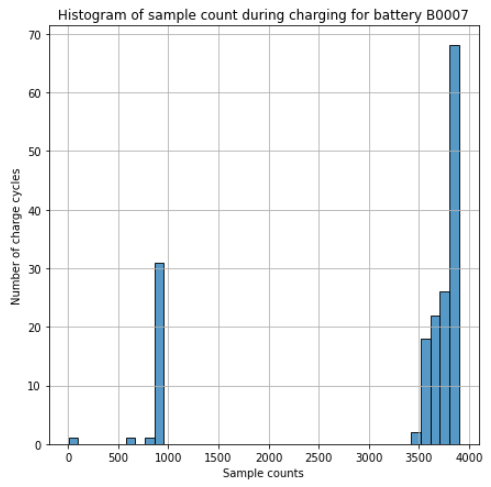 Histogram of sample count during charging for battery B0007
70
60
50
40
30
20
10
0
Number of charge cycles
0 500 1000 1500 2000 2500 3000 3500 4000
Sample counts